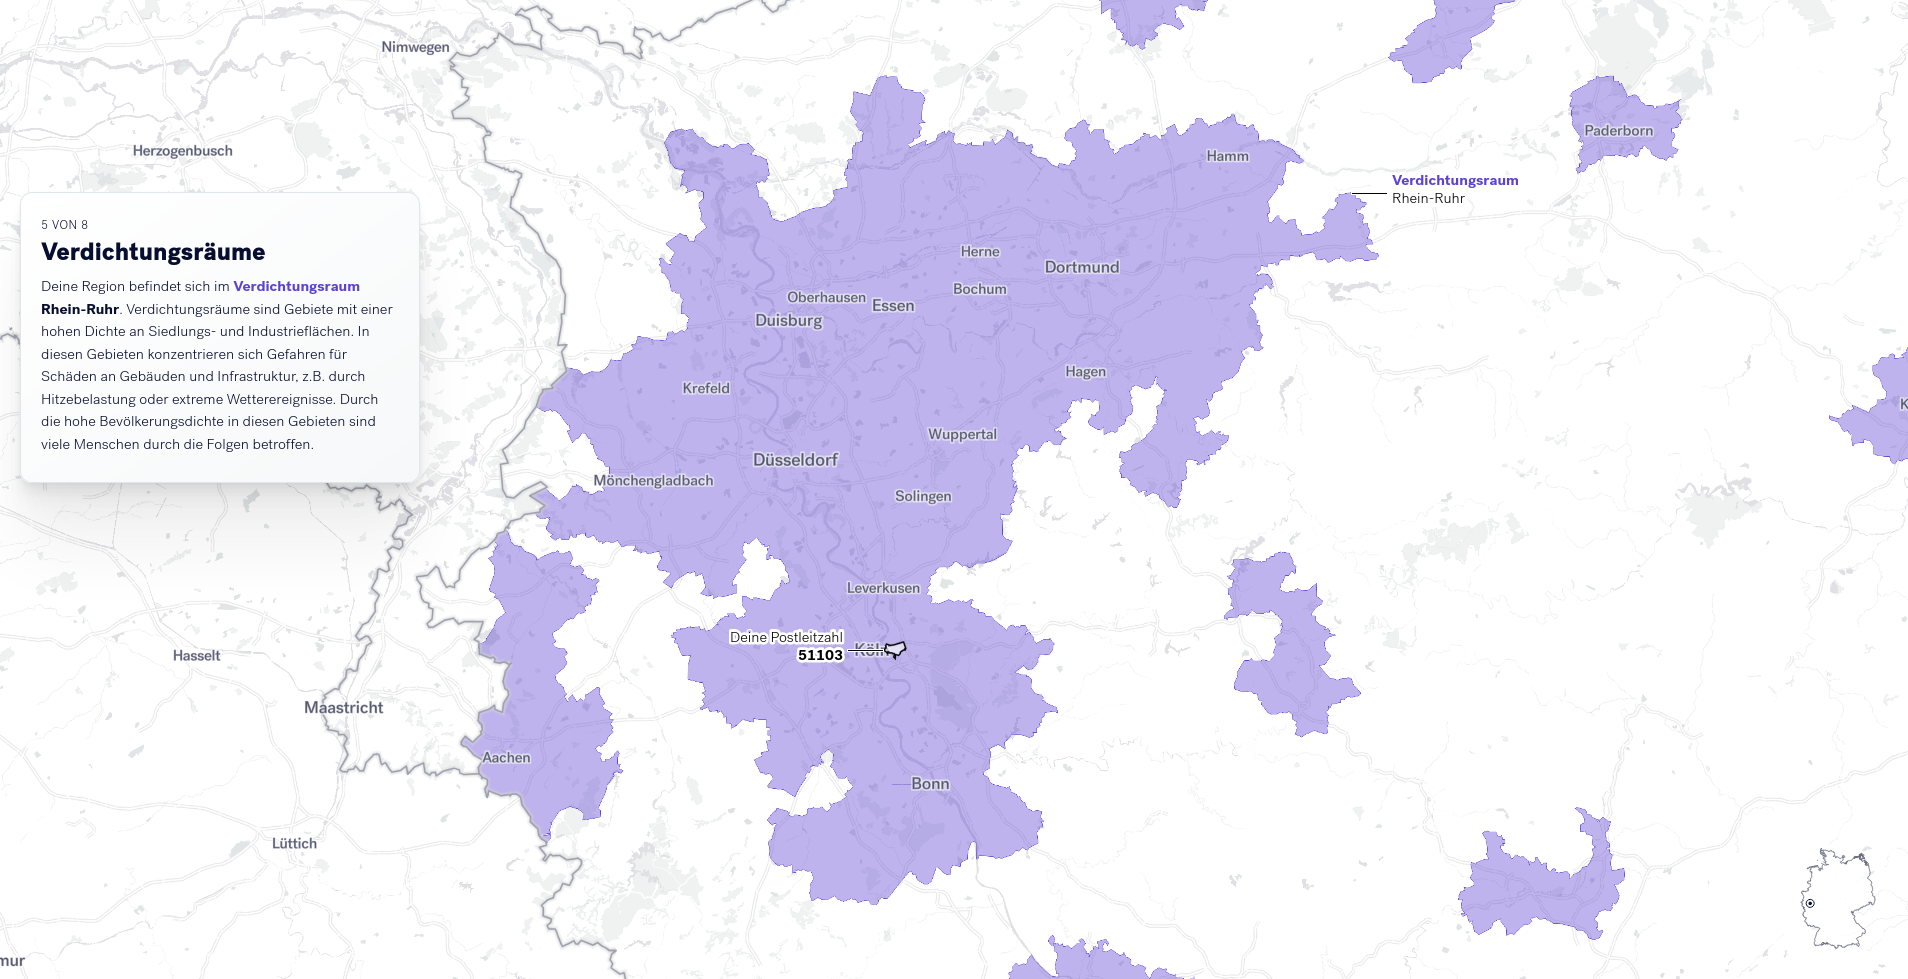 Nimwegen
Herzogenbusch
Hamm
Paderborn
Verdichtungsraum
Rhein-Ruhr
5 VON 8
Verdichtungsräume
Deine Region befindet sich im Verdichtungsraum
Rhein-Ruhr. Verdichtungsräume sind Gebiete mit einer
hohen Dichte an Siedlungs- und Industrieflächen. In
diesen Gebieten konzentrieren sich Gefahren für
Schäden an Gebäuden und Infrastruktur, z.B. durch
Hitzebelastung oder extreme Wetterereignisse. Durch
die hohe Bevölkerungsdichte in diesen Gebieten sind
viele Menschen durch die Folgen betroffen.
Herne
Dortmund
Oberhausen
Essen
Bochum
Duisburg
Hagen
Krefeld
K
Wuppertal
Düsseldorf
Mönchengladbach
Solingen
Leverkusen
Deine Postleitzahl
51103
Köln
Hasselt
Maastricht
Aachen
Bonn
Lüttich
mur